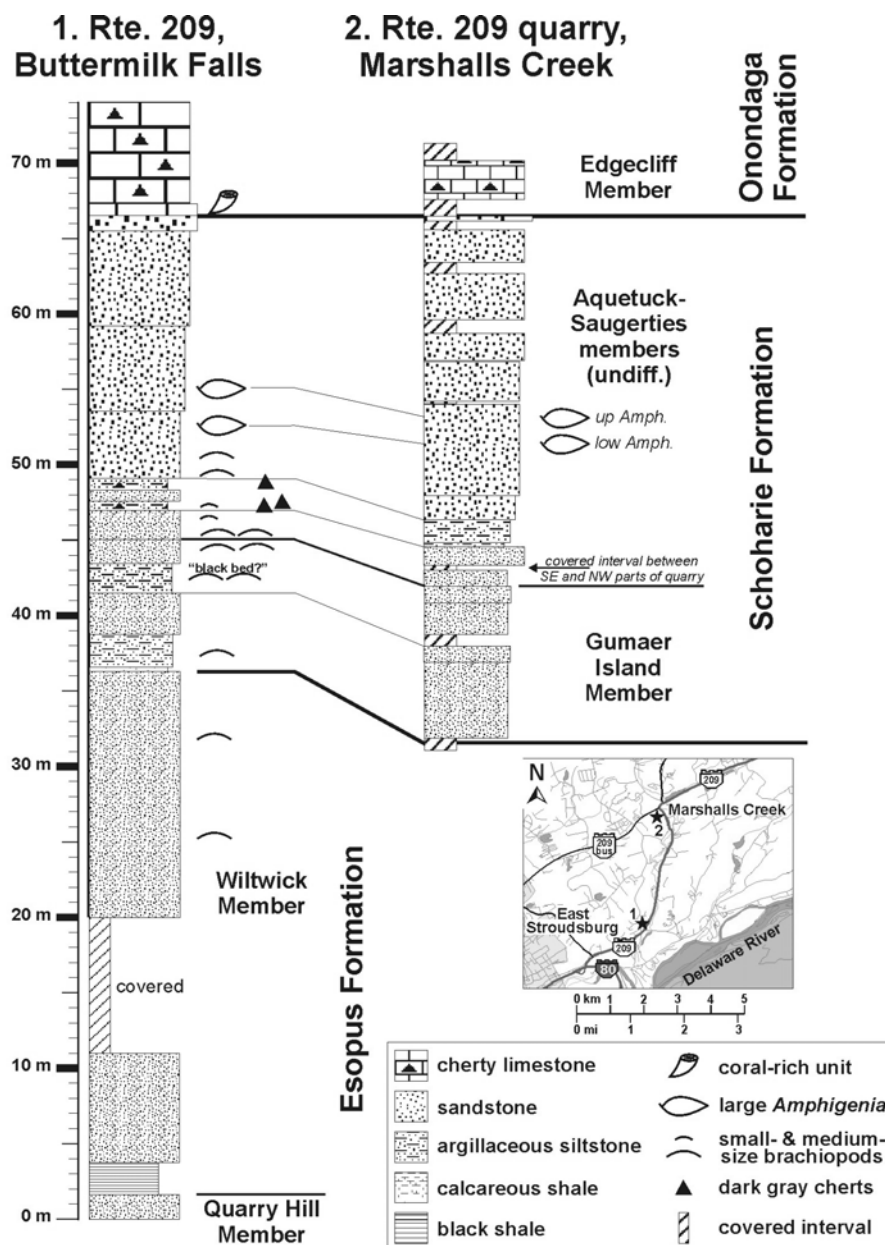 1. Rte. 209,
Buttermilk Falls
2. Rte. 209 quarry,
Marshalls Creek
70 m
60 m
50 m
40 m
30 m
20 m
10 m
0 m
"black bed?"
covered
Wiltwick
Member
Quarry Hill
Member
Esopus Formation
Edgecliff
Member
Onondaga
Formation
Aquetuck-
Saugerties
members
(undiff.)
up Amph.
low Amph.
covered interval between
SE and NW parts of quarry
Gumaer
Island
Member
Schoharie Formation
N
209
Marshalls Creek
2
209
bus
East
Stroudsburg
1
209
80
Delaware River
0 km 1 2 3 4 5
0 mi 1 2 3
cherty limestone
sandstone
argillaceous siltstone
calcareous shale
black shale
coral-rich unit
large Amphigenia
small- & medium-
size brachiopods
dark gray cherts
covered interval